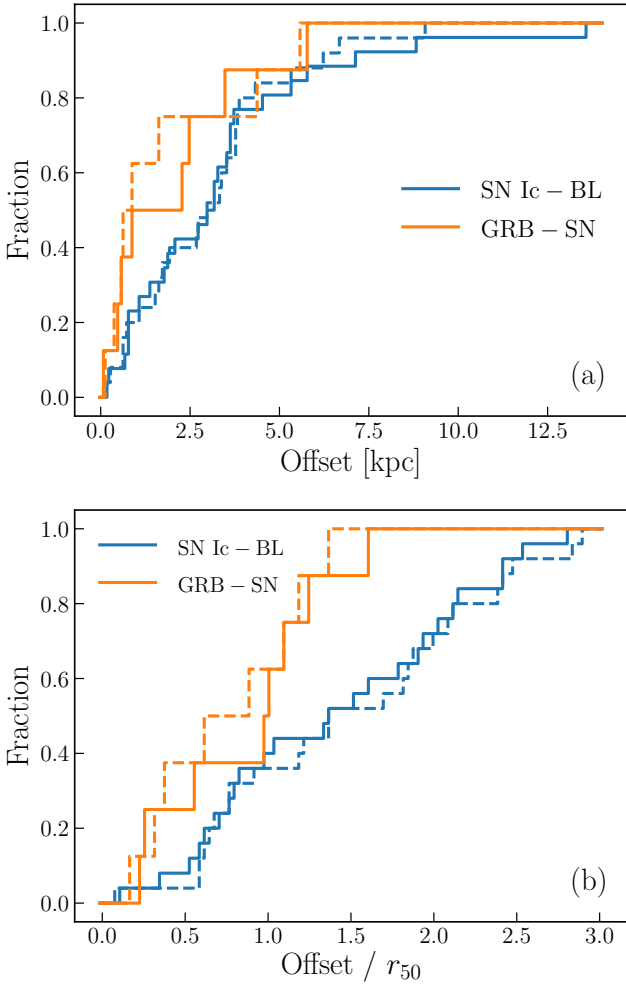 1.0
0.8
0.6
0.4
0.2
0.0
Fraction
SN Ic – BL
GRB – SN
(a)
0.0 2.5 5.0 7.5 10.0 12.5
Offset [kpc]
1.0
0.8
0.6
0.4
0.2
0.0
Fraction
SN Ic – BL
GRB – SN
(b)
0.0 0.5 1.0 1.5 2.0 2.5 3.0
Offset / r50